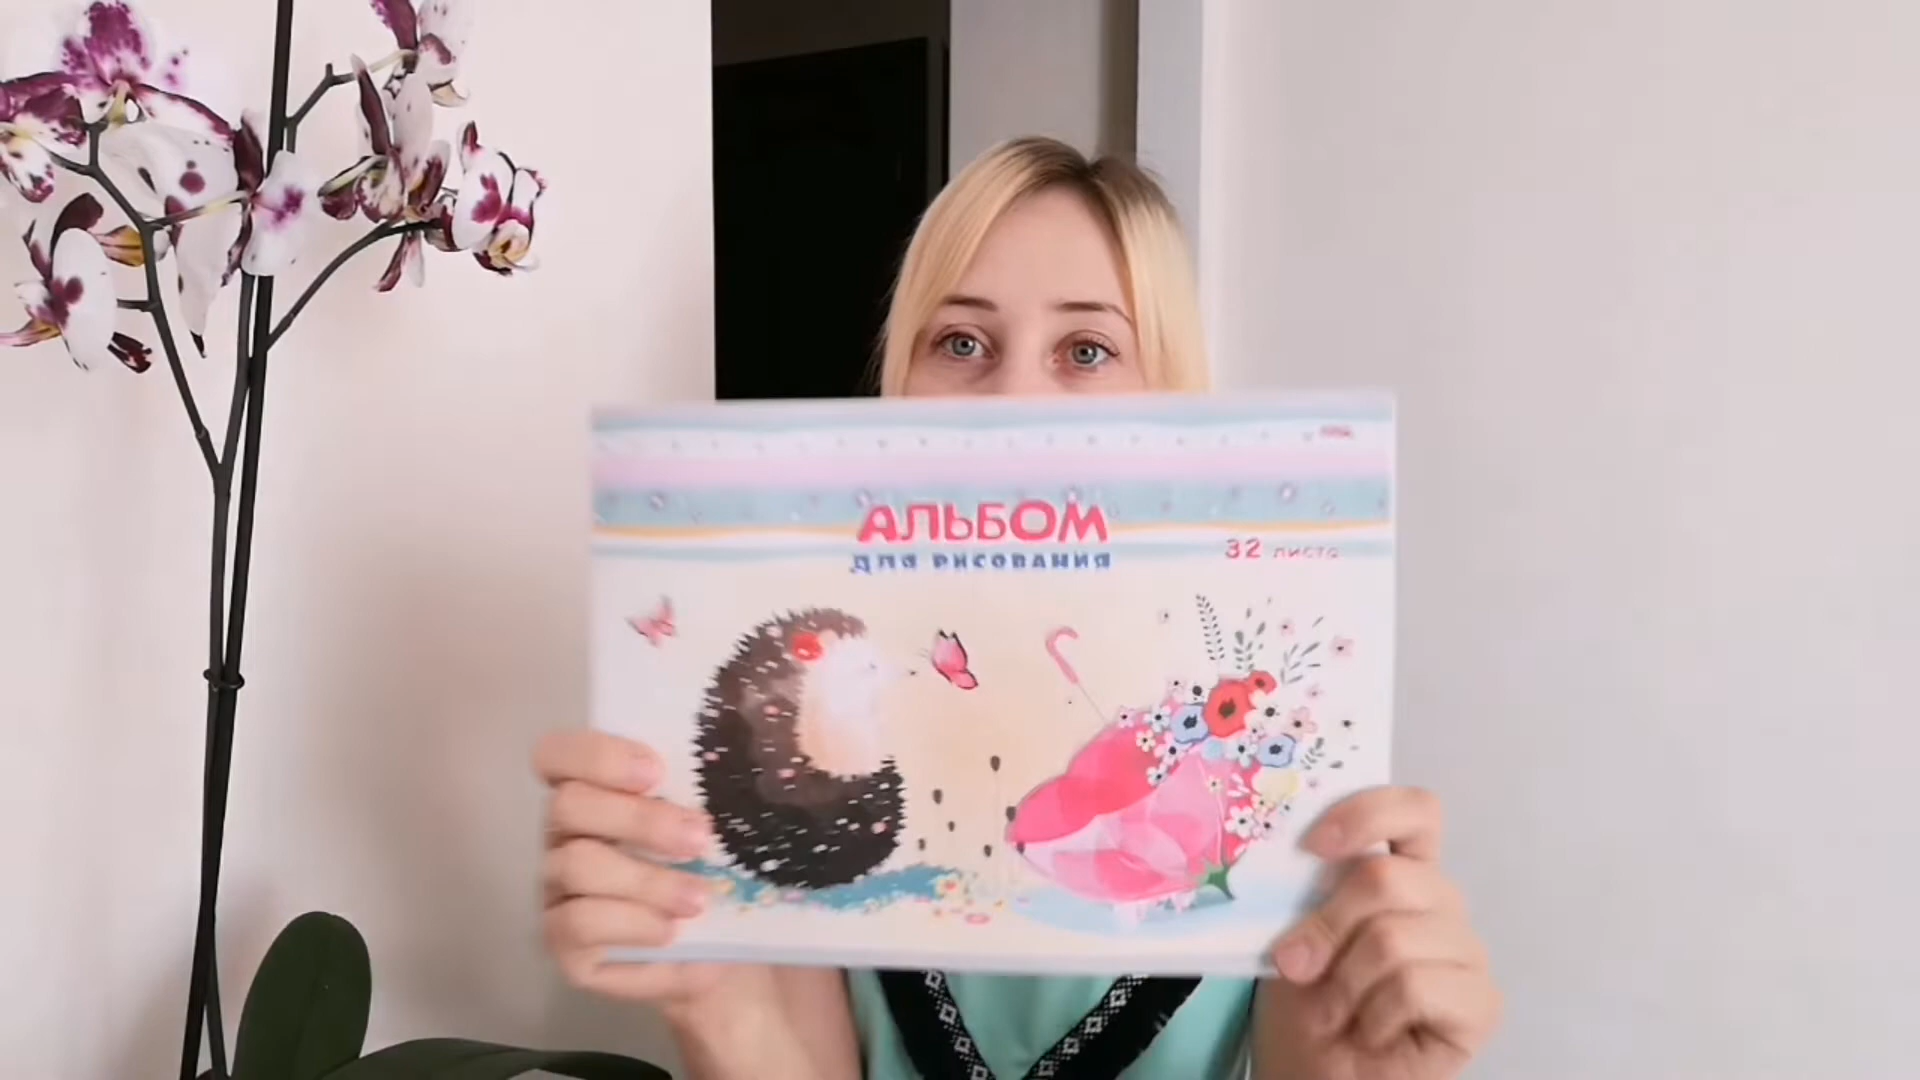 АЛЬБОМ
для рисования
32 листа